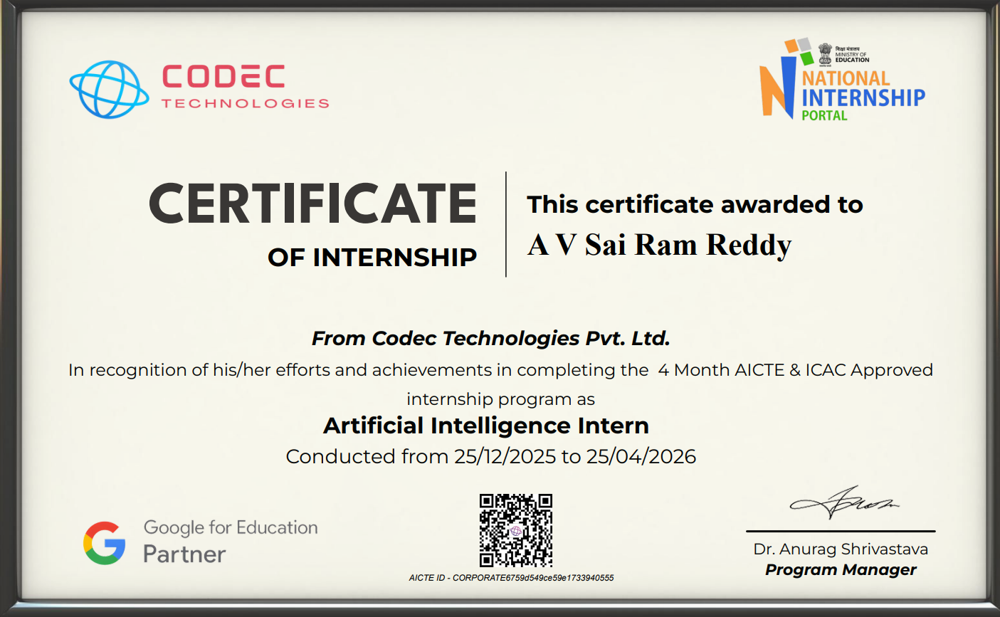 CODEC
TECHNOLOGIES
शिक्षा मंत्रालय
MINISTRY OF
EDUCATION
NATIONAL
INTERNSHIP
PORTAL
CERTIFICATE
OF INTERNSHIP
This certificate awarded to
A V Sai Ram Reddy
From Codec Technologies Pvt. Ltd.
In recognition of his/her efforts and achievements in completing the 4 Month AICTE & ICAC Approved
internship program as
Artificial Intelligence Intern
Conducted from 25/12/2025 to 25/04/2026
Google for Education
Partner
AICTE ID - CORPORATE6759d549ce59e1733940555
Dr. Anurag Shrivastava
Program Manager